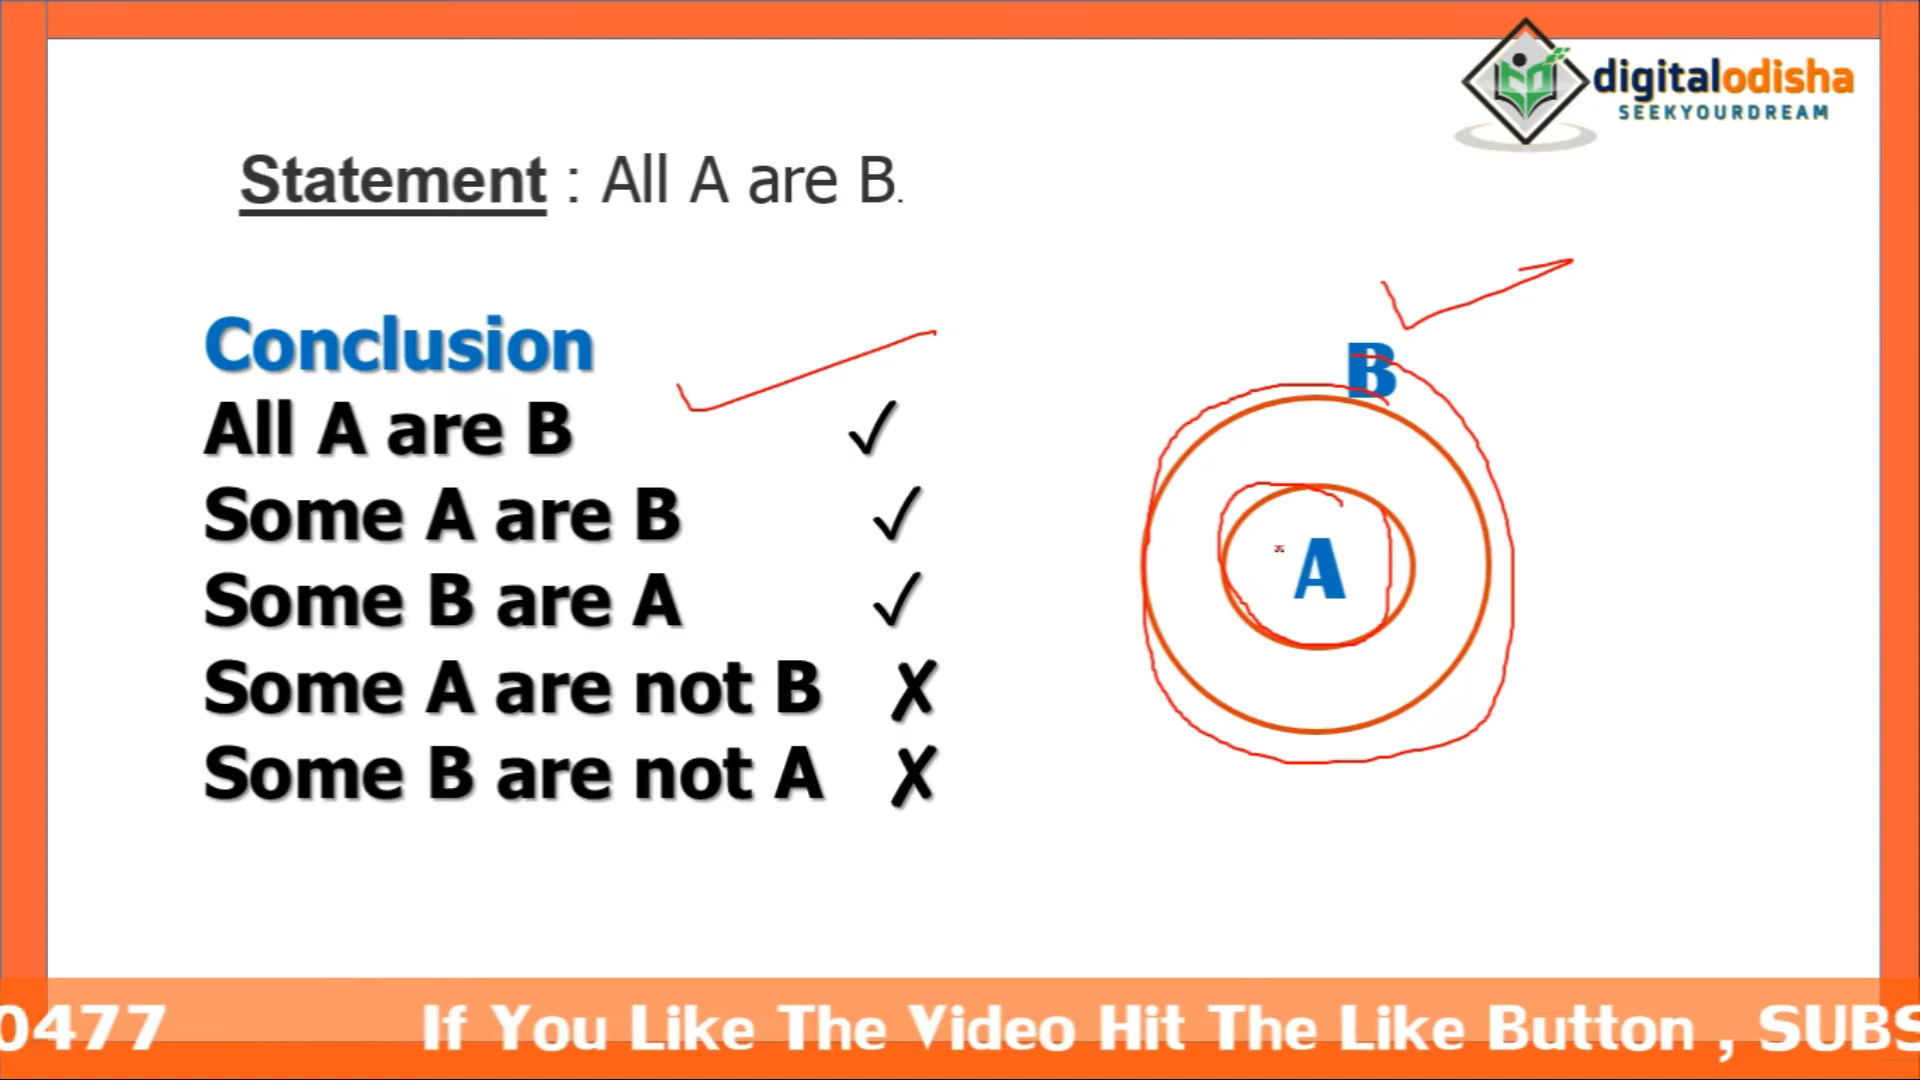 digitalodisha
SEEKYOURDREAM
Statement : All A are B.
Conclusion
All A are B ✓
Some A are B ✓
Some B are A ✓
Some A are not B ✗
Some B are not A ✗
B
A
0477 If You Like The Video Hit The Like Button , SUBS